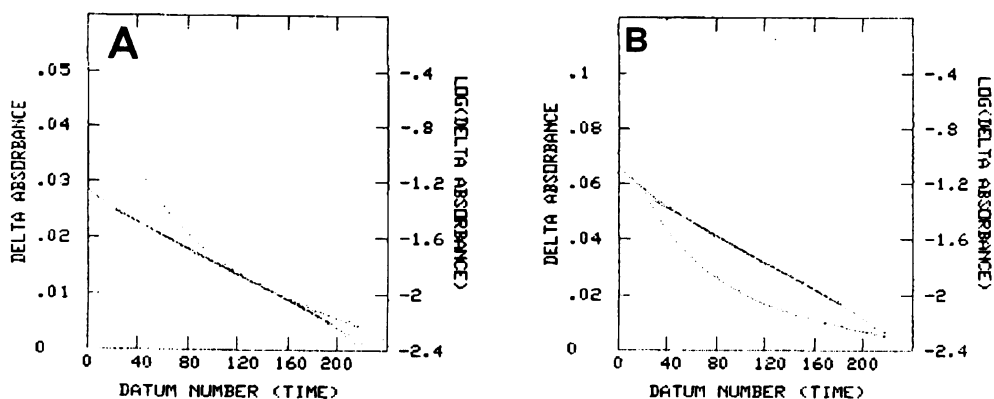 A
.05
.04
.03
.02
.01
0
DELTA ABSORBANCE
-.4
-.8
-1.2
-1.6
-2
-2.4
LOG(DELTA ABSORBANCE)
0 40 80 120 160 200
DATUM NUMBER (TIME)
B
.1
.08
.06
.04
.02
0
DELTA ABSORBANCE
-.4
-.8
-1.2
-1.6
-2
-2.4
LOG(DELTA ABSORBANCE)
0 40 80 120 160 200
DATUM NUMBER (TIME)